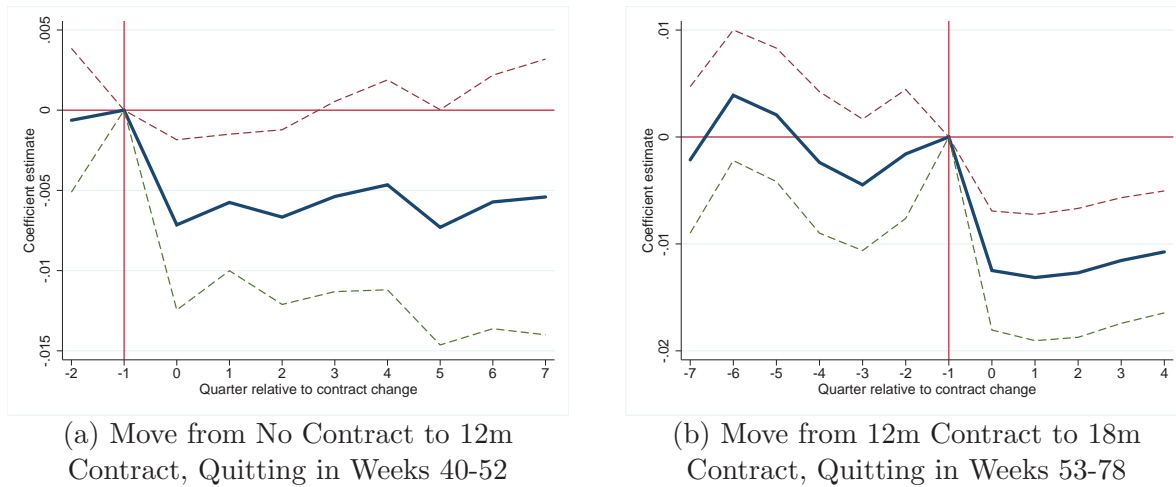 .005
0
-.005
-.01
-.015
Coefficient estimate
-2 -1 0 1 2 3 4 5 6 7
Quarter relative to contract change
(a) Move from No Contract to 12m
Contract, Quitting in Weeks 40-52
.01
0
-.01
-.02
Coefficient estimate
-7 -6 -5 -4 -3 -2 -1 0 1 2 3 4
Quarter relative to contract change
(b) Move from 12m Contract to 18m
Contract, Quitting in Weeks 53-78